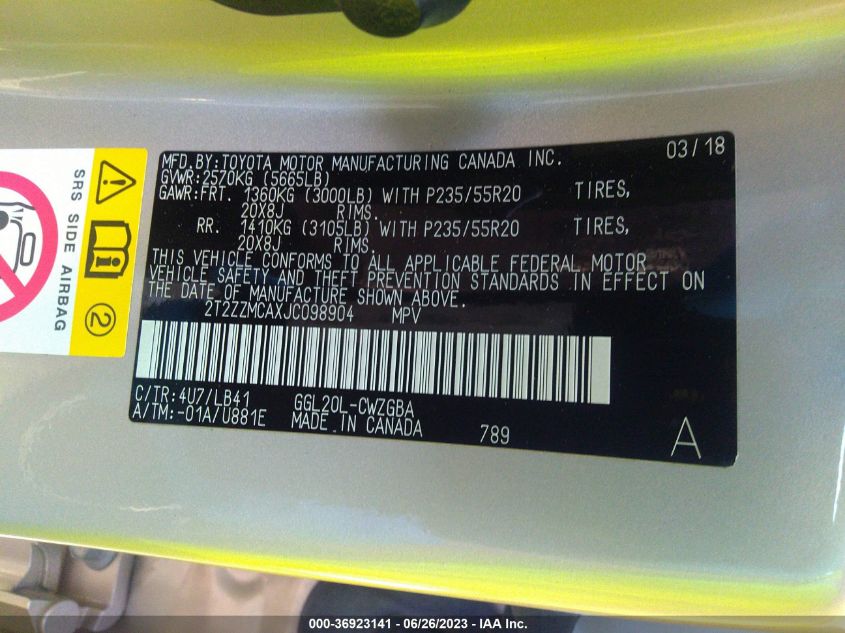 MFD. BY: TOYOTA MOTOR MANUFACTURING CANADA INC. 03/18
GVWR: 2570KG (5665LB)
GAWR: FRT. 1360KG (3000LB) WITH P235/55R20 TIRES,
20X8J RIMS.
RR. 1410KG (3105LB) WITH P235/55R20 TIRES,
20X8J RIMS.
THIS VEHICLE CONFORMS TO ALL APPLICABLE FEDERAL MOTOR
VEHICLE SAFETY AND THEFT PREVENTION STANDARDS IN EFFECT ON
THE DATE OF MANUFACTURE SHOWN ABOVE.
2T2ZZMCAXJC098904 MPV
C/TR: 4U7/LB41 GGL20L-CWZGBA
A/TM: -01A/U881E MADE IN CANADA 789 A
SRS SIDE AIRBAG
2
000-36923141 - 06/26/2023 - IAA Inc.